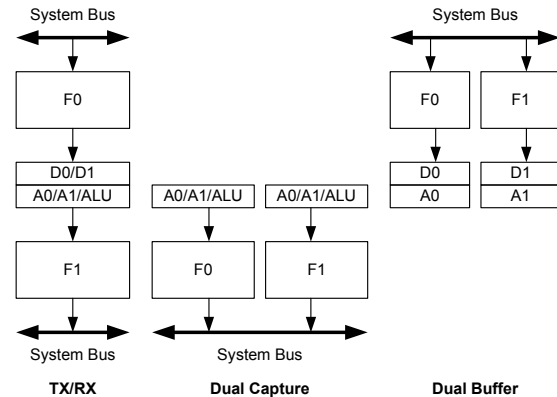 System Bus
F0
D0/D1
A0/A1/ALU
F1
System Bus
TX/RX
A0/A1/ALU
A0/A1/ALU
F0
F1
System Bus
Dual Capture
System Bus
F0
F1
D0
D1
A0
A1
Dual Buffer